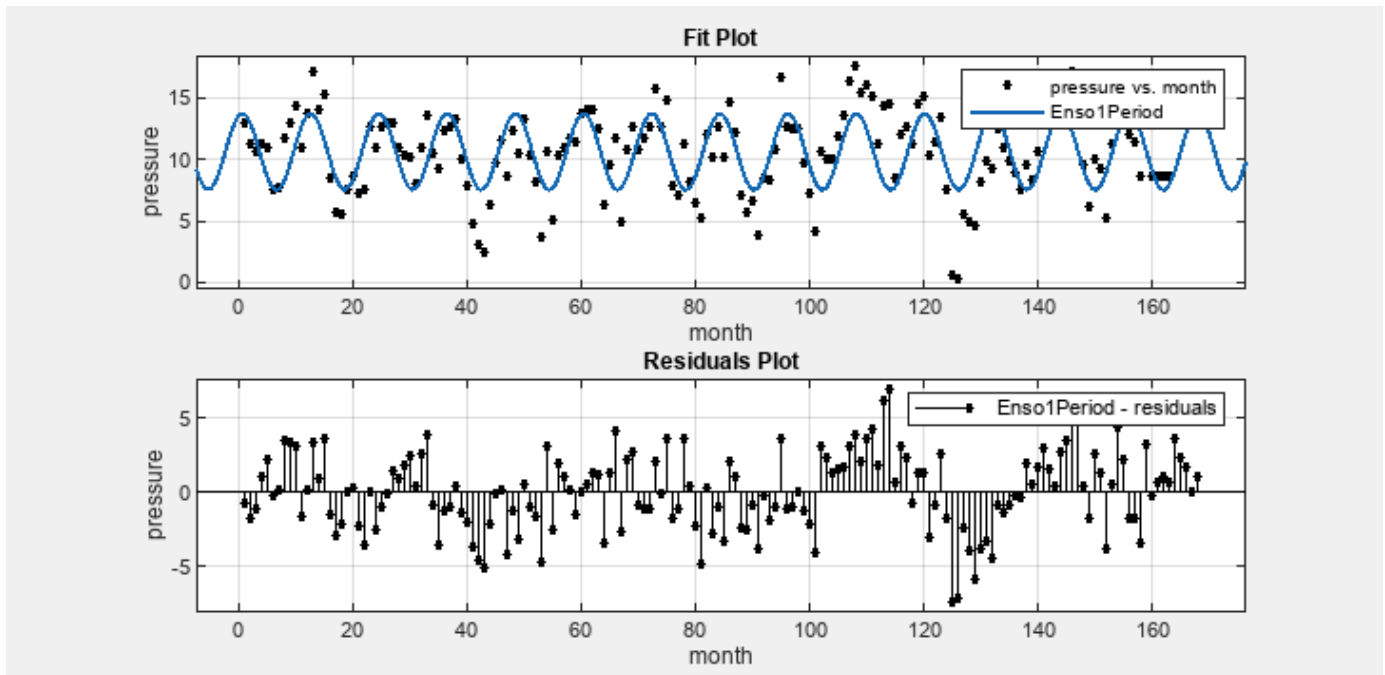 Fit Plot
pressure
15
10
5
0
pressure vs. month
Enso1Period
0 20 40 60 80 100 120 140 160
month
Residuals Plot
pressure
5
0
-5
Enso1Period - residuals
0 20 40 60 80 100 120 140 160
month